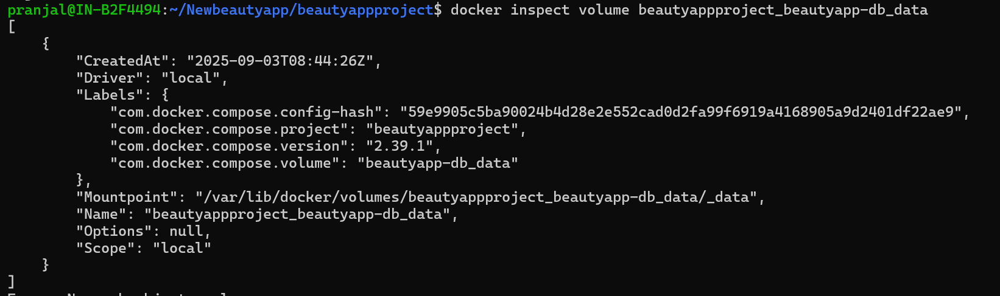 pranjal@IN-B2F4494:~/Newbeautyapp/beautyappproject$ docker inspect volume beautyappproject_beautyapp-db_data
[
    {
        "CreatedAt": "2025-09-03T08:44:26Z",
        "Driver": "local",
        "Labels": {
            "com.docker.compose.config-hash": "59e9905c5ba90024b4d28e2e552cad0d2fa99f6919a4168905a9d2401df22ae9",
            "com.docker.compose.project": "beautyappproject",
            "com.docker.compose.version": "2.39.1",
            "com.docker.compose.volume": "beautyapp-db_data"
        },
        "Mountpoint": "/var/lib/docker/volumes/beautyappproject_beautyapp-db_data/_data",
        "Name": "beautyappproject_beautyapp-db_data",
        "Options": null,
        "Scope": "local"
    }
]